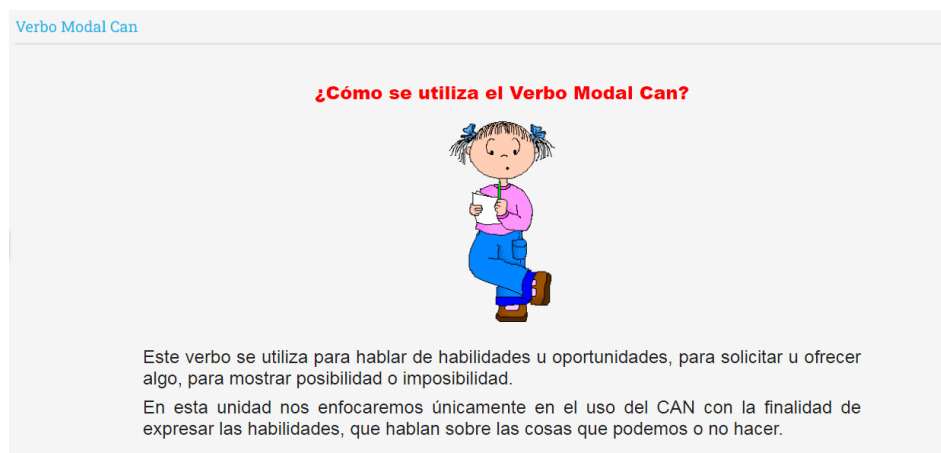 Verbo Modal Can
¿Cómo se utiliza el Verbo Modal Can?
Este verbo se utiliza para hablar de habilidades u oportunidades, para solicitar u ofrecer
algo, para mostrar posibilidad o imposibilidad.
En esta unidad nos enfocaremos únicamente en el uso del CAN con la finalidad de
expresar las habilidades, que hablan sobre las cosas que podemos o no hacer.